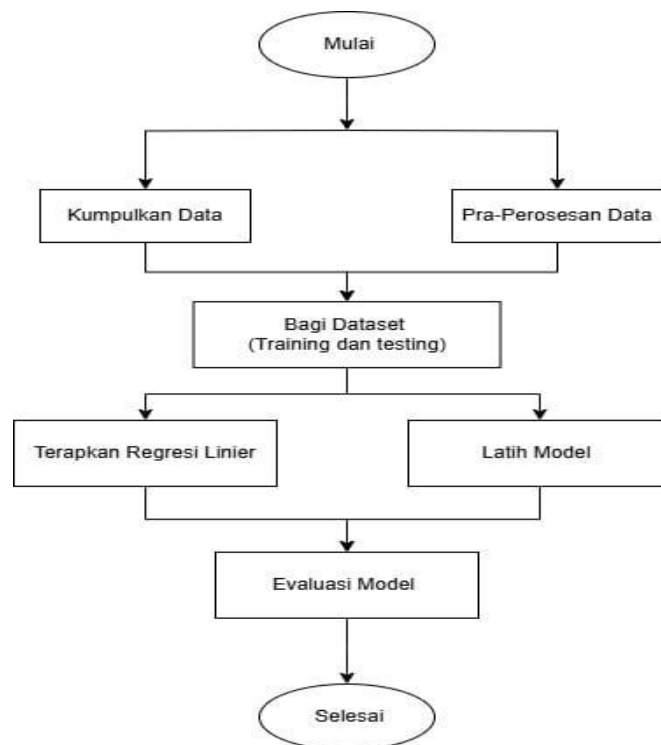 Mulai
Kumpulkan Data
Pra-Perosesan Data
Bagi Dataset
(Training dan testing)
Terapkan Regresi Linier
Latih Model
Evaluasi Model
Selesai